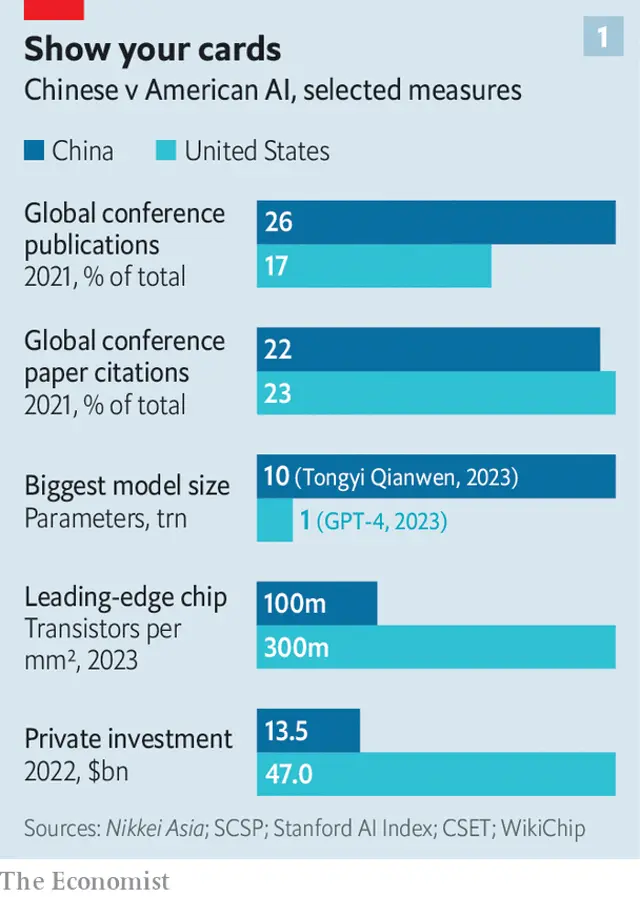 Show your cards
1
Chinese v American AI, selected measures
China
United States
Global conference
publications
2021, % of total
26
17
Global conference
paper citations
2021, % of total
22
23
Biggest model size
Parameters, trn
10 (Tongyi Qianwen, 2023)
1 (GPT-4, 2023)
Leading-edge chip
Transistors per
mm², 2023
100m
300m
Private investment
2022, $bn
13.5
47.0
Sources: Nikkei Asia; SCSP; Stanford AI Index; CSET; WikiChip
The Economist